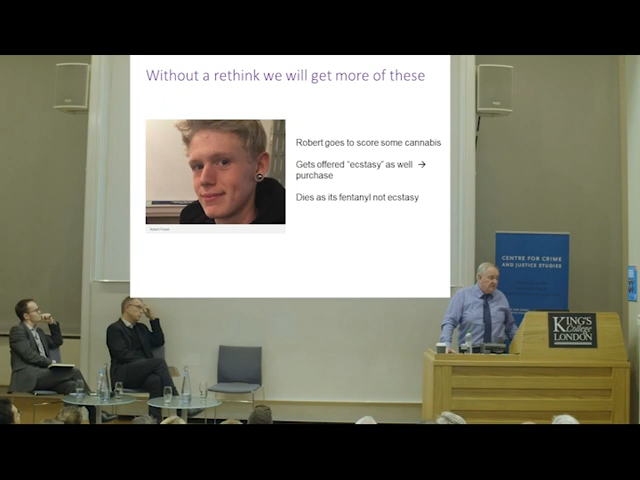 Without a rethink we will get more of these
Robert goes to score some cannabis
Gets offered “ecstasy” as well →
purchase
Dies as its fentanyl not ecstasy
CENTRE FOR CRIME
AND JUSTICE STUDIES
KING'S
College
LONDON